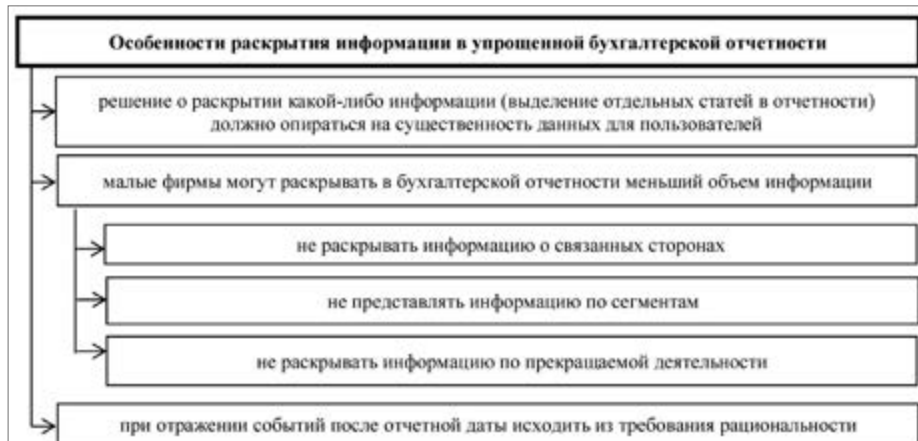 Особенности раскрытия информации в упрощенной бухгалтерской отчетности
решение о раскрытии какой-либо информации (выделение отдельных статей в отчетности)
должно опираться на существенность данных для пользователей
малые фирмы могут раскрывать в бухгалтерской отчетности меньший объем информации
не раскрывать информацию о связанных сторонах
не представлять информацию по сегментам
не раскрывать информацию по прекращаемой деятельности
при отражении событий после отчетной даты исходить из требования рациональности